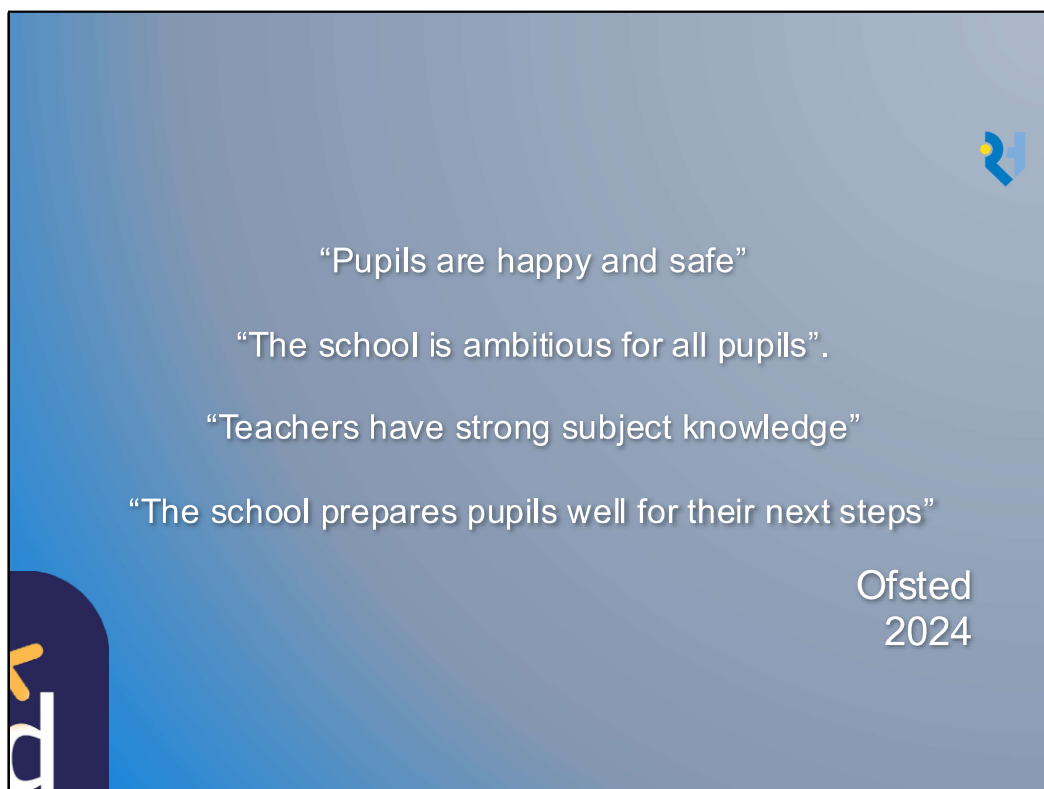 “Pupils are happy and safe”
“The school is ambitious for all pupils”.
“Teachers have strong subject knowledge”
“The school prepares pupils well for their next steps”
Ofsted
2024
d